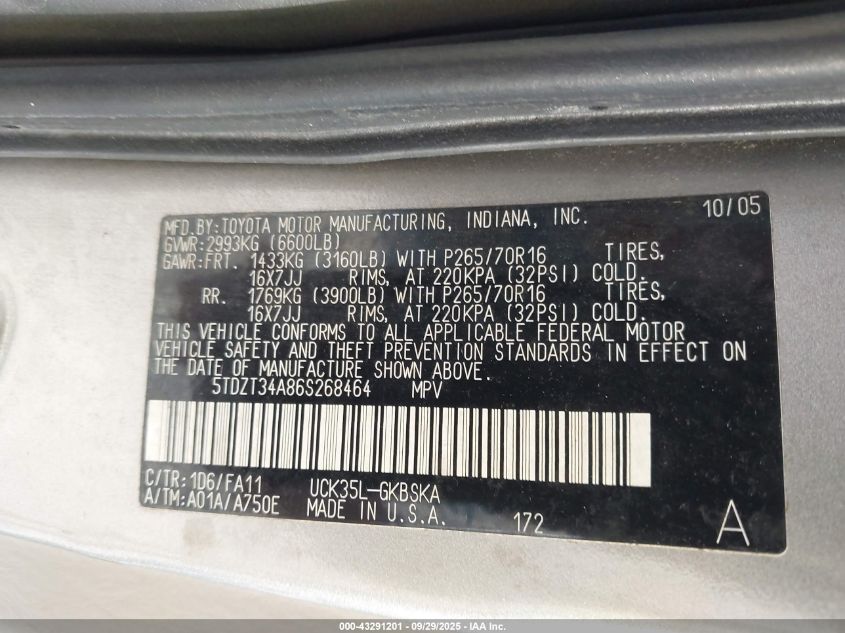 10/05
MFD.BY:TOYOTA MOTOR MANUFACTURING, INDIANA, INC.
GVWR:2993KG (6600LB)
GAWR:FRT. 1433KG (3160LB) WITH P265/70R16 TIRES,
16X7JJ RIMS, AT 220KPA (32PSI) COLD.
RR. 1769KG (3900LB) WITH P265/70R16 TIRES,
16X7JJ RIMS, AT 220KPA (32PSI) COLD.
THIS VEHICLE CONFORMS TO ALL APPLICABLE FEDERAL MOTOR
VEHICLE SAFETY AND THEFT PREVENTION STANDARDS IN EFFECT ON
THE DATE OF MANUFACTURE SHOWN ABOVE.
5TDZT34A86S268464 MPV
C/TR:1D6/FA11 UCK35L-GKBSKA
A/TM:A01A/A750E MADE IN U.S.A. 172 A
000-43291201 - 09/29/2025 - IAA Inc.